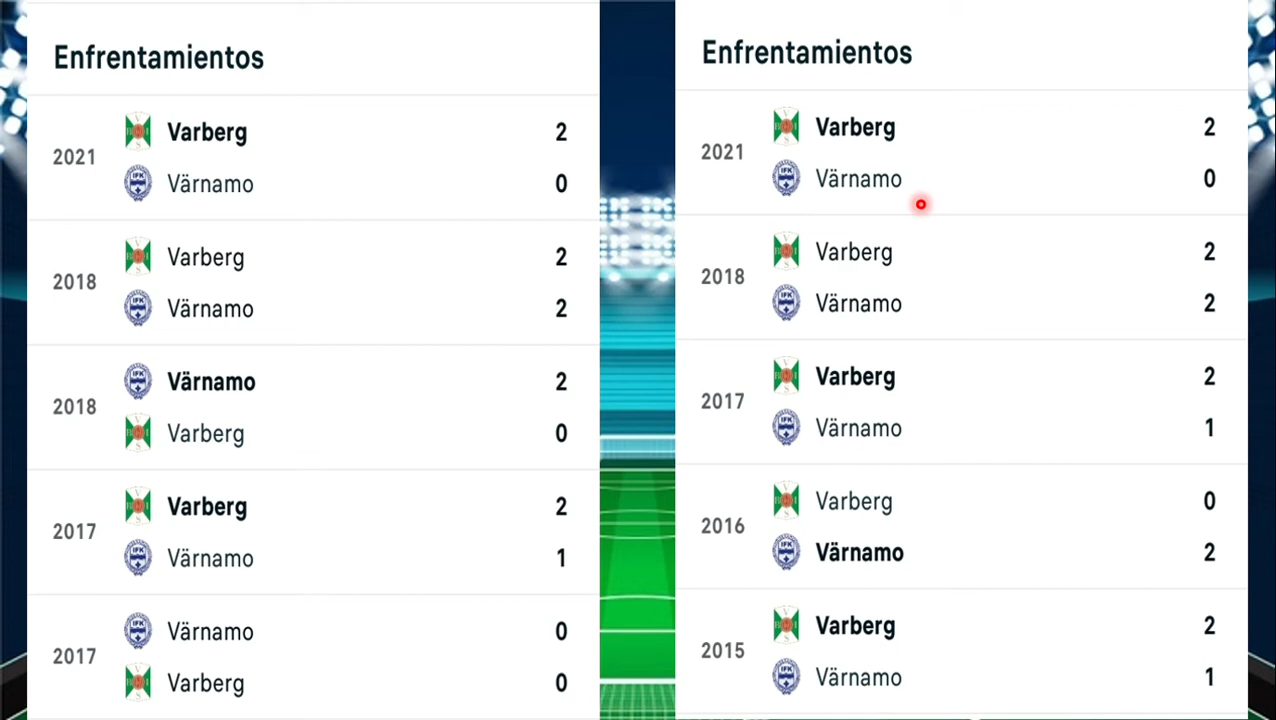 Enfrentamientos
2021
Varberg 2
Värnamo 0
2018
Varberg 2
Värnamo 2
2018
Värnamo 2
Varberg 0
2017
Varberg 2
Värnamo 1
2017
Värnamo 0
Varberg 0
Enfrentamientos
2021
Varberg 2
Värnamo 0
2018
Varberg 2
Värnamo 2
2017
Varberg 2
Värnamo 1
2016
Varberg 0
Värnamo 2
2015
Varberg 2
Värnamo 1